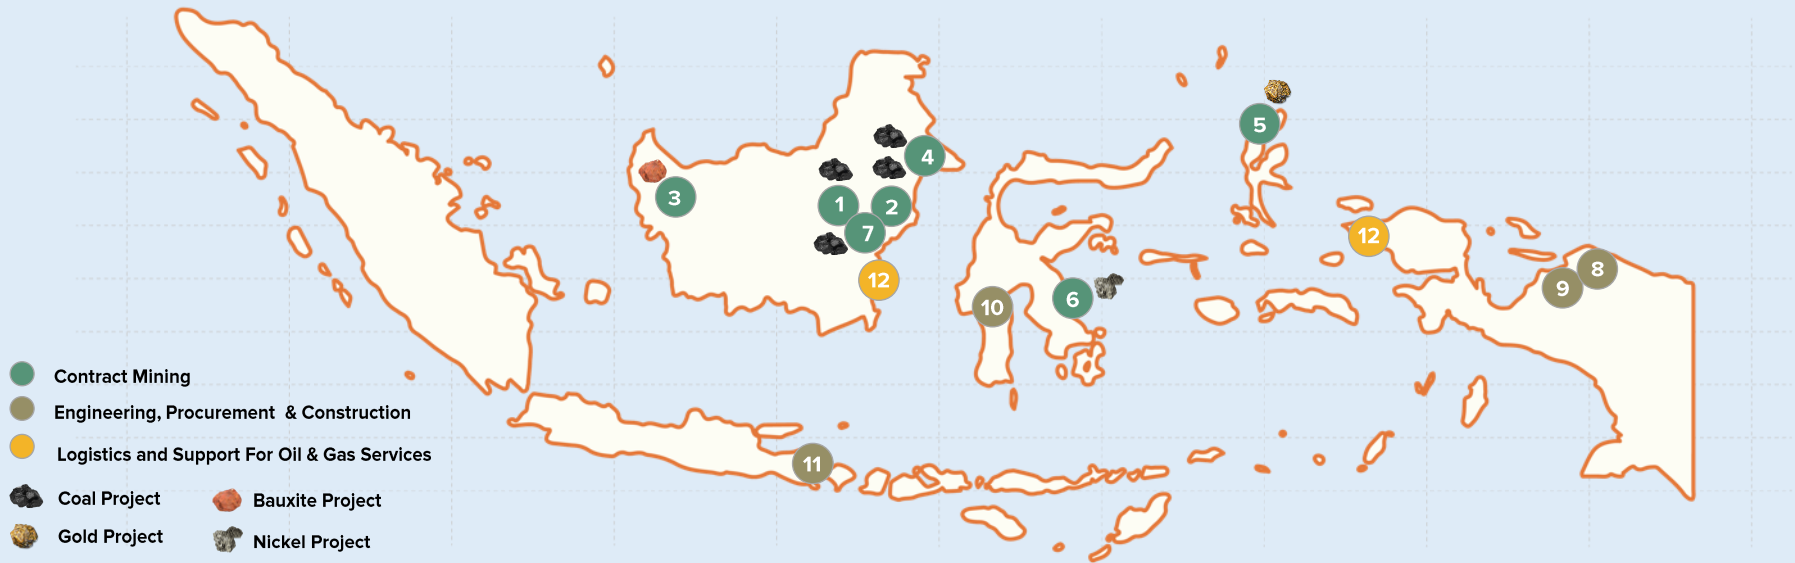 5
4
3
1
2
7
12
12
8
9
6
10
11
Contract Mining
Engineering, Procurement & Construction
Logistics and Support For Oil & Gas Services
Coal Project
Bauxite Project
Gold Project
Nickel Project